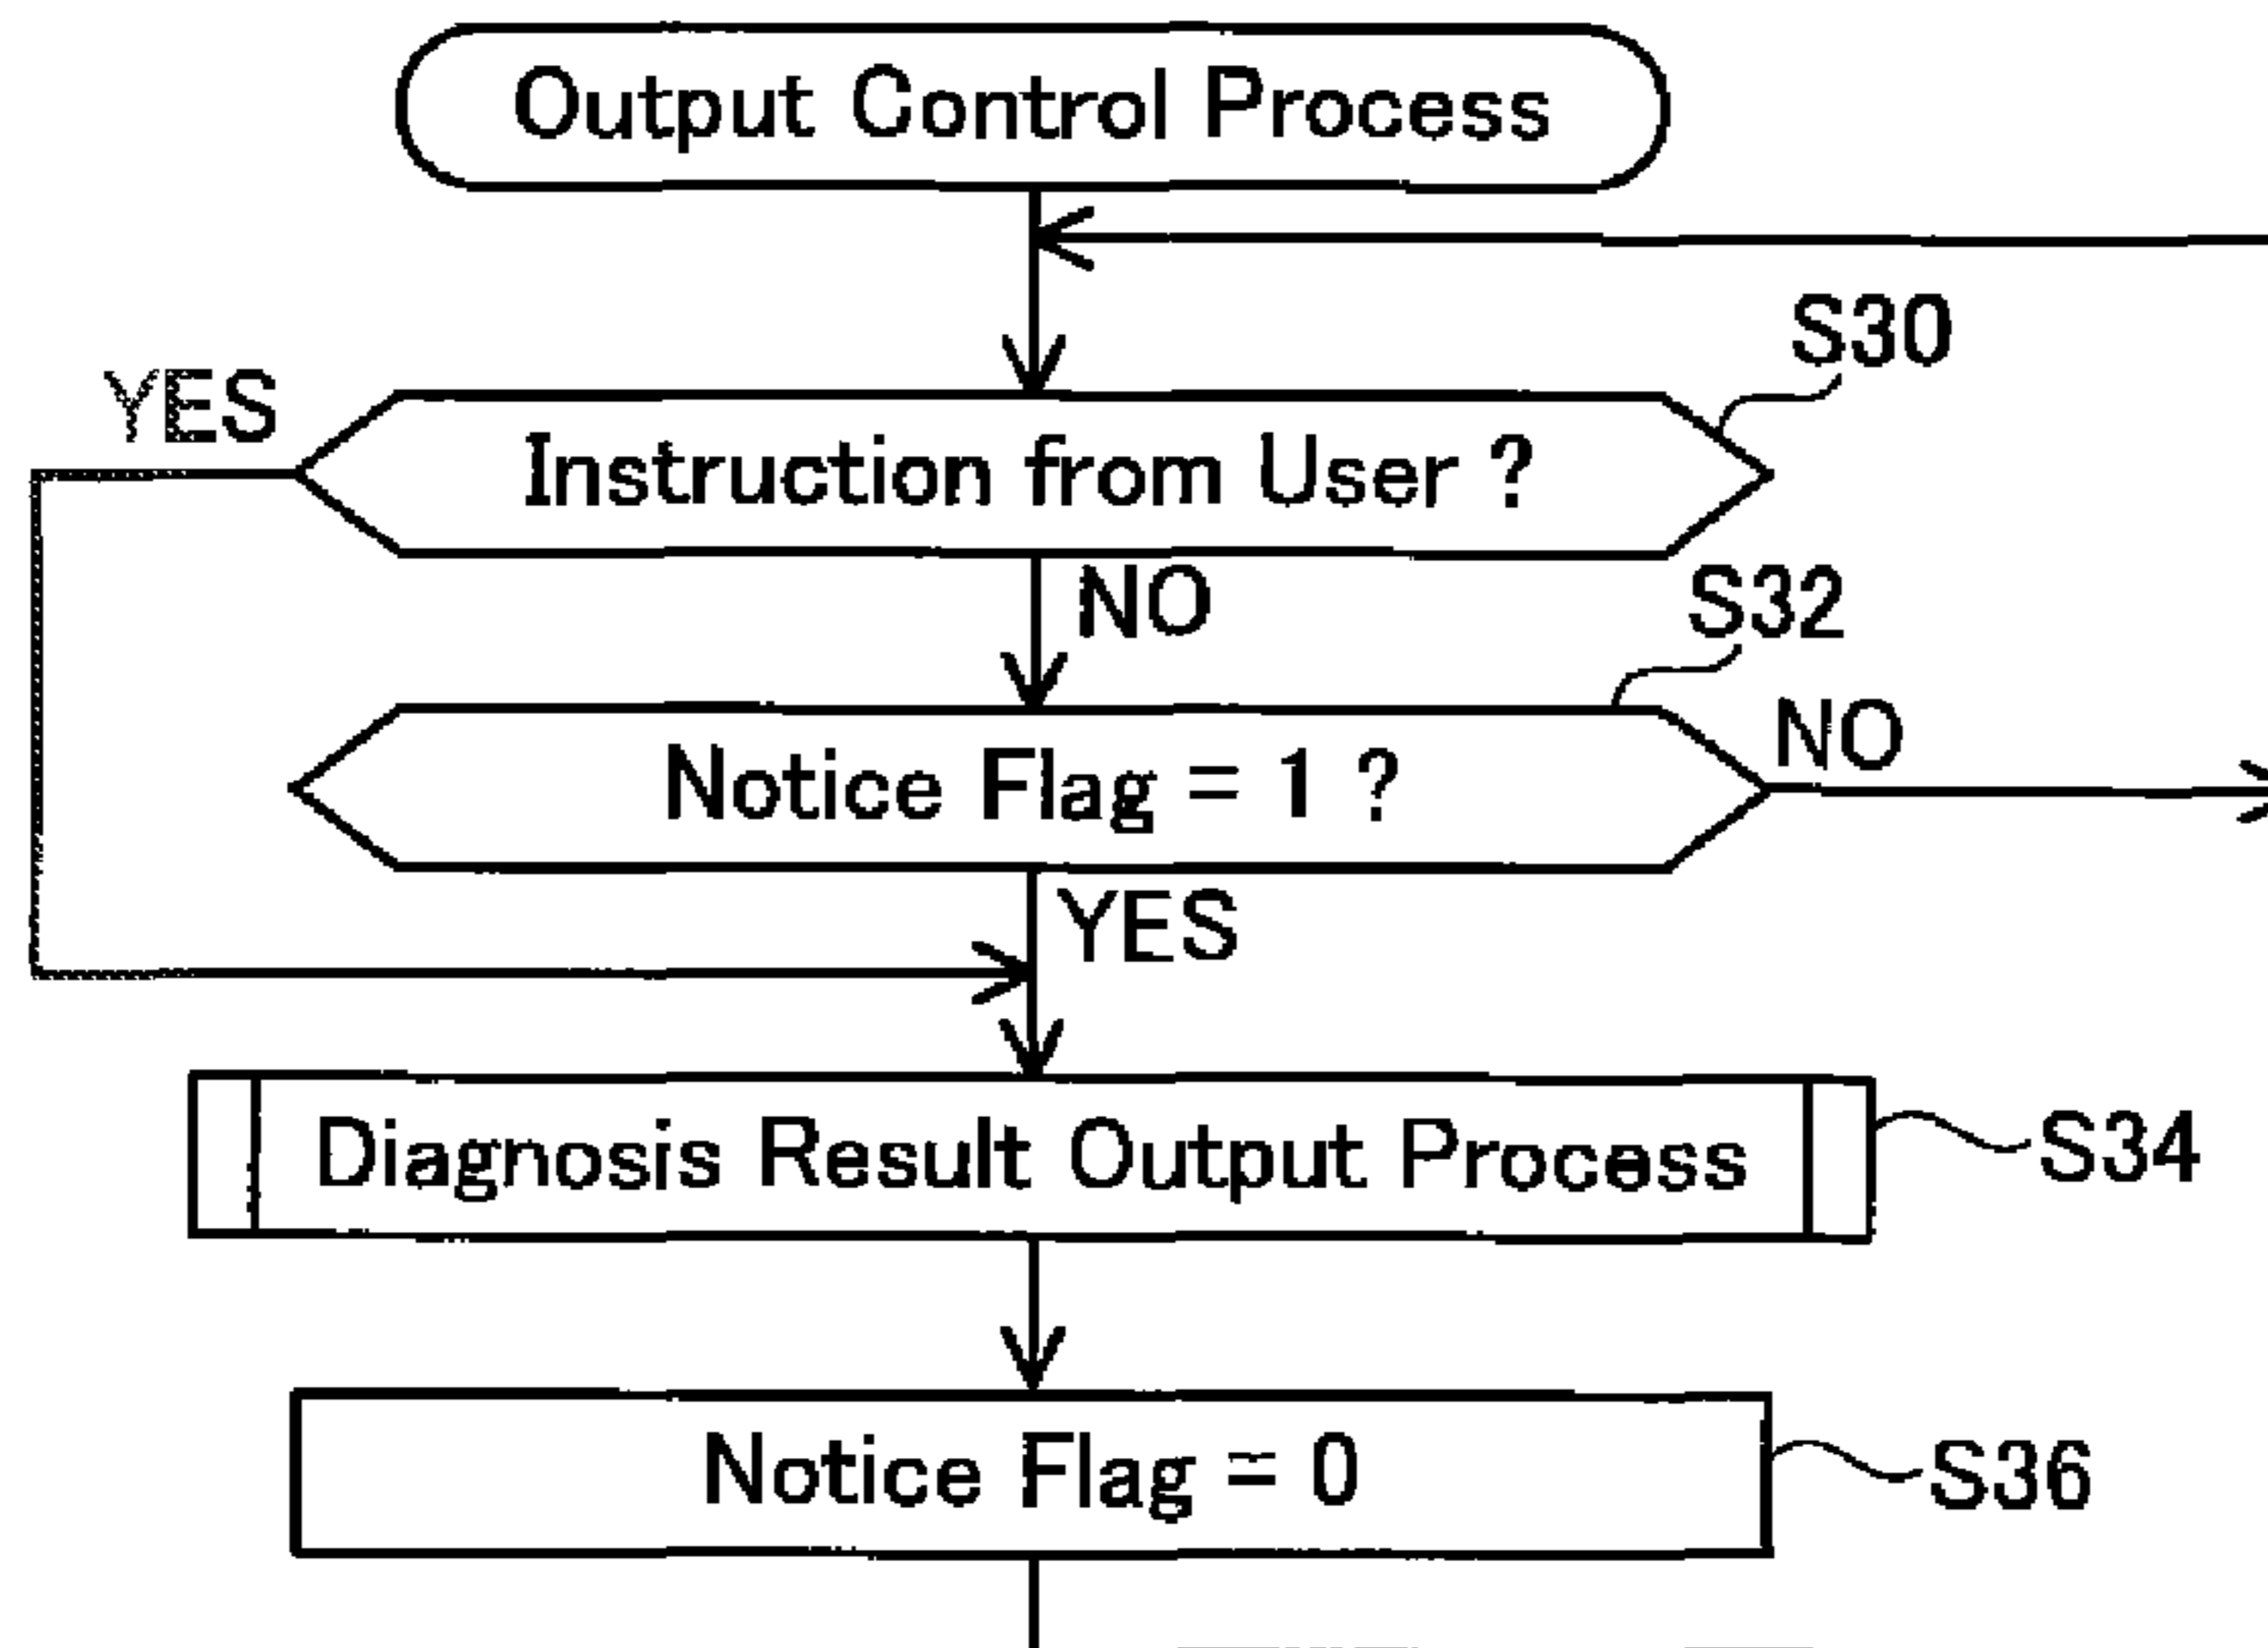 Output Control Process
S30
YES
Instruction from User ?
NO
S32
NO
Notice Flag = 1 ?
YES
Diagnosis Result Output Process
S34
Notice Flag = 0
S36